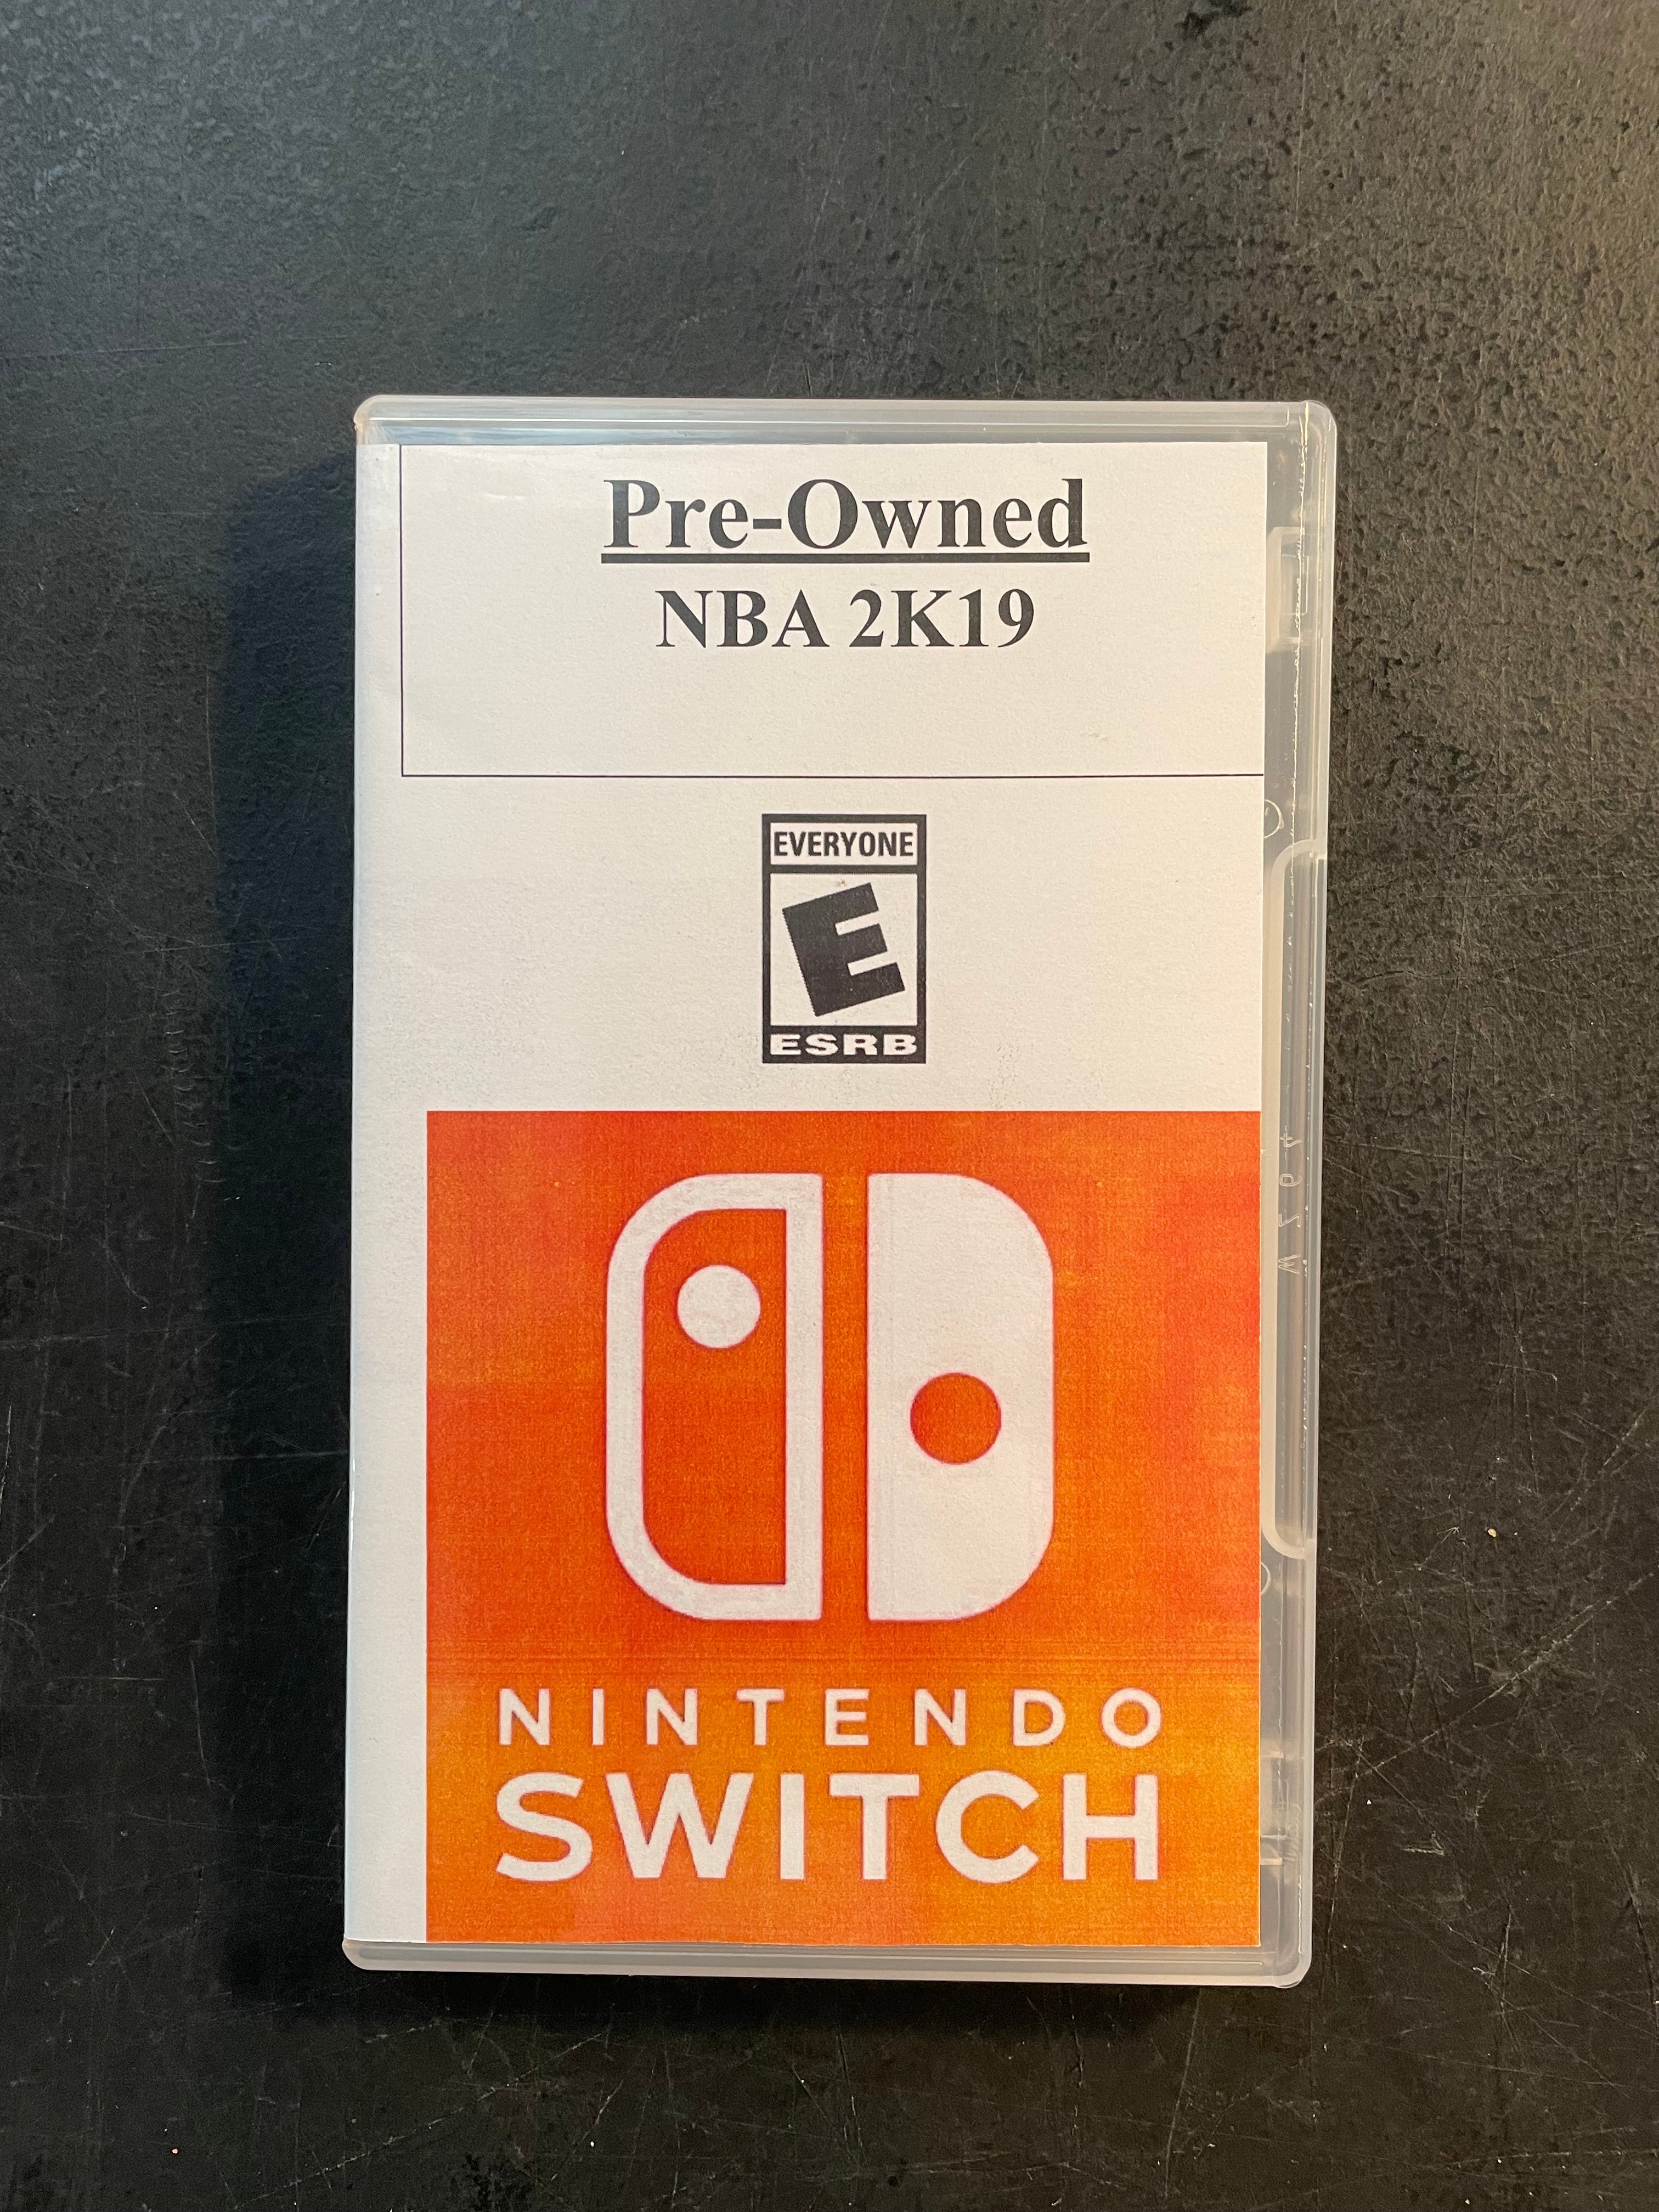 Pre-Owned
NBA 2K19
EVERYONE
E
ESRB
NINTENDO
SWITCH